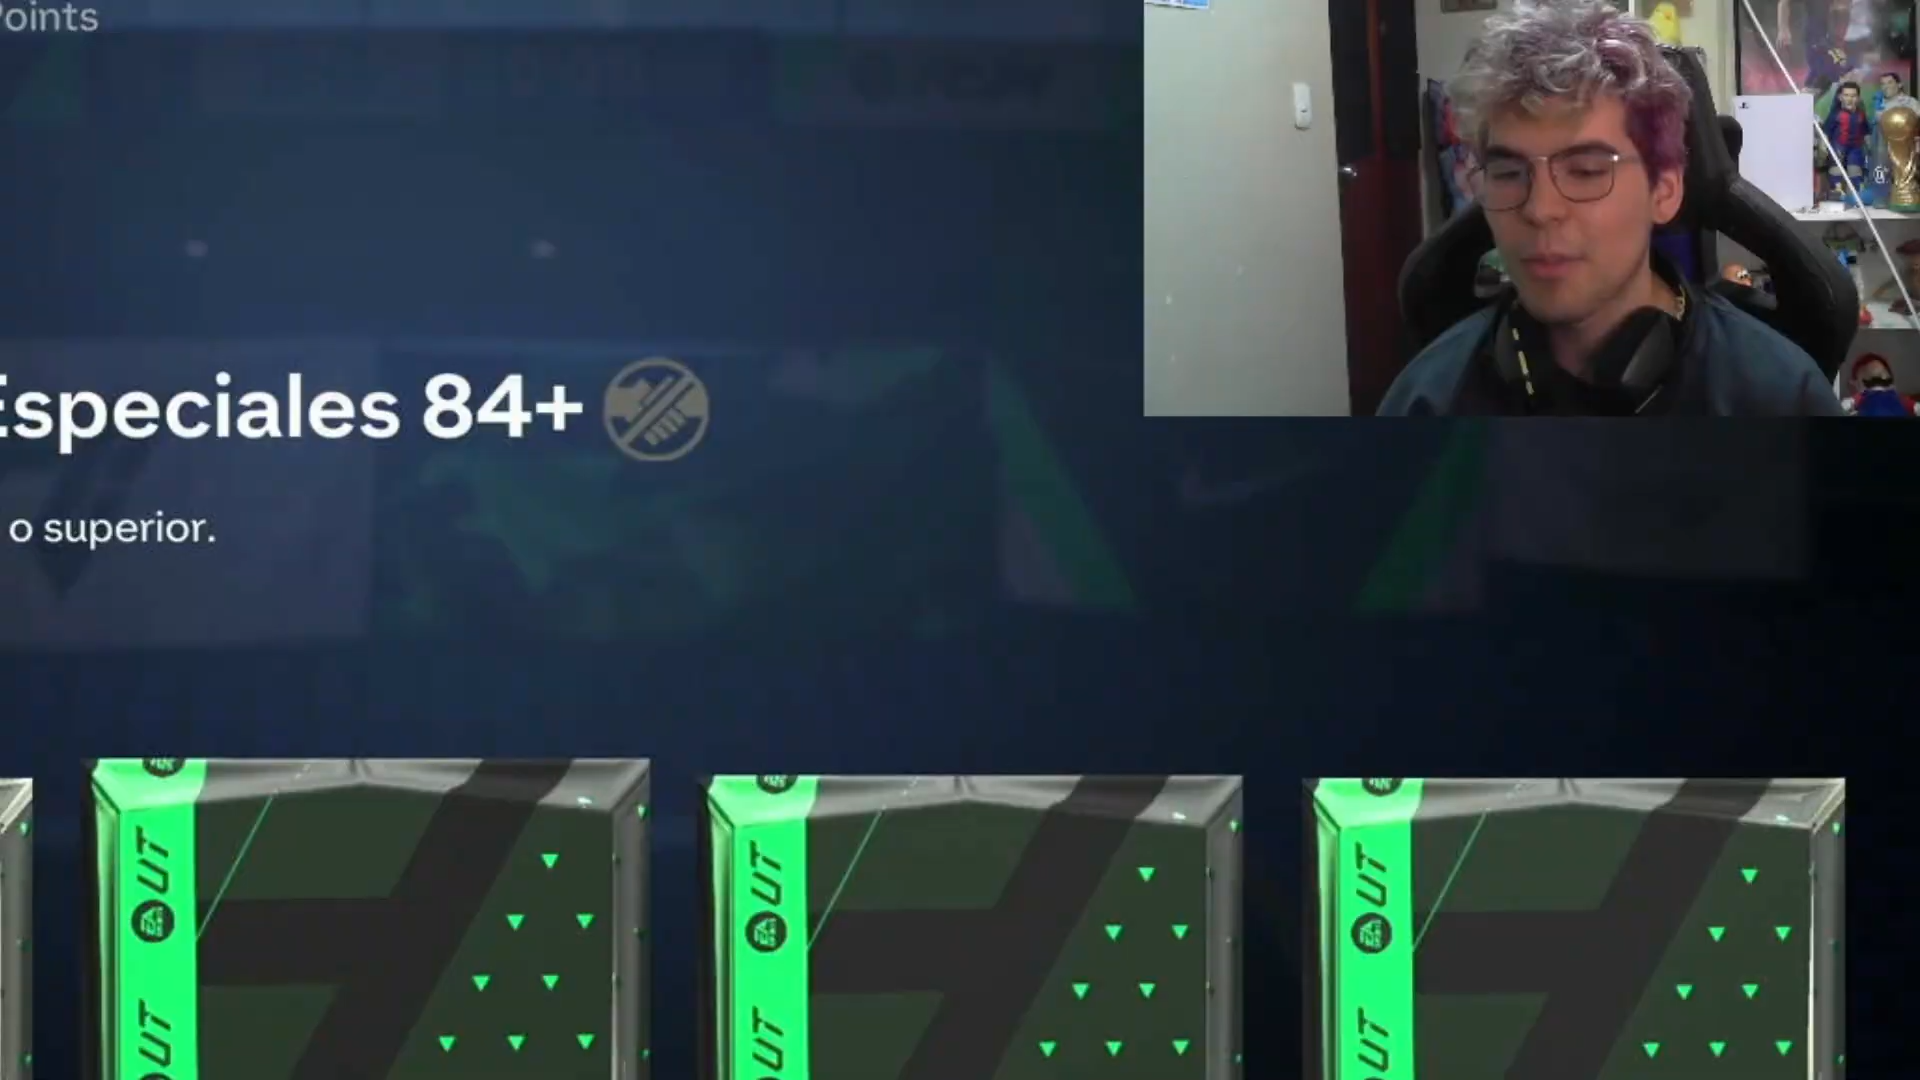 Points
Especiales 84+
o superior.
UT
UT
UT
UT
UT
UT